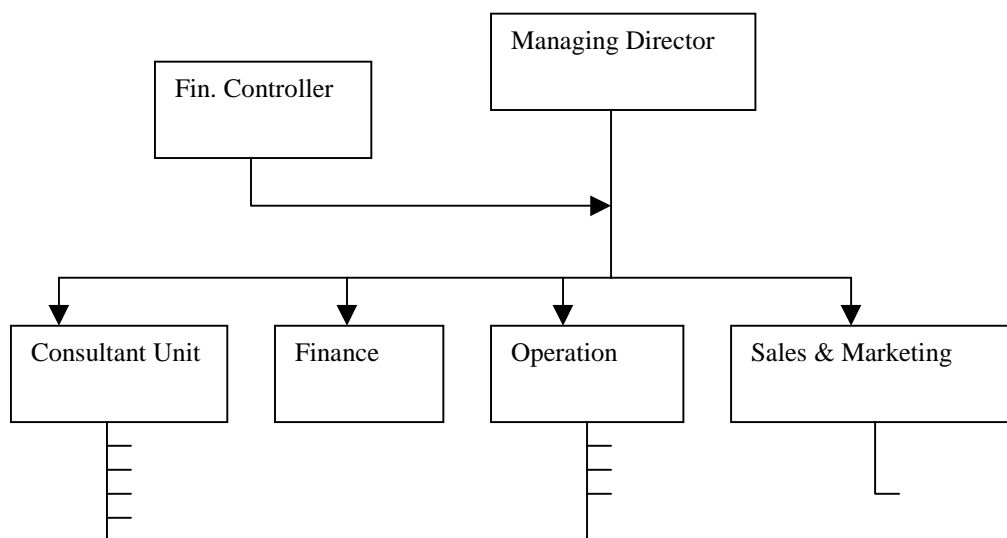 Managing Director
Fin. Controller
Consultant Unit
Finance
Operation
Sales & Marketing